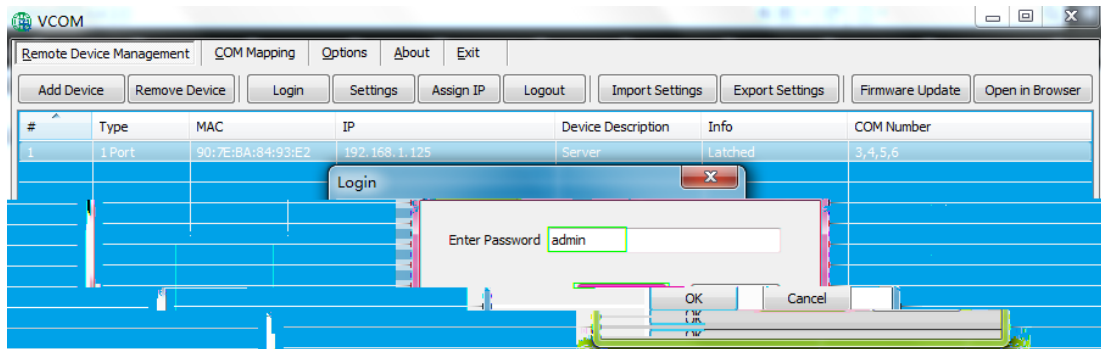 VCOM
Remote Device Management COM Mapping Options About Exit
Add Device Remove Device Login Settings Assign IP Logout Import Settings Export Settings Firmware Update Open in Browser
# Type MAC IP Device Description Info COM Number
1 1 Port 90:7E:BA:84:93:E2 192.168.1.125 Server Latched 3,4,5,6
Login
Enter Password admin
OK Cancel
OK